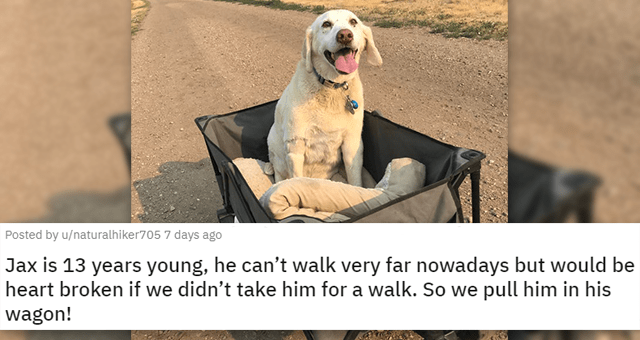 Posted by u/naturalhiker705 7 days ago
Jax is 13 years young, he can't walk very far nowadays but would be
heart broken if we didn't take him for a walk. So we pull him in his
wagon!